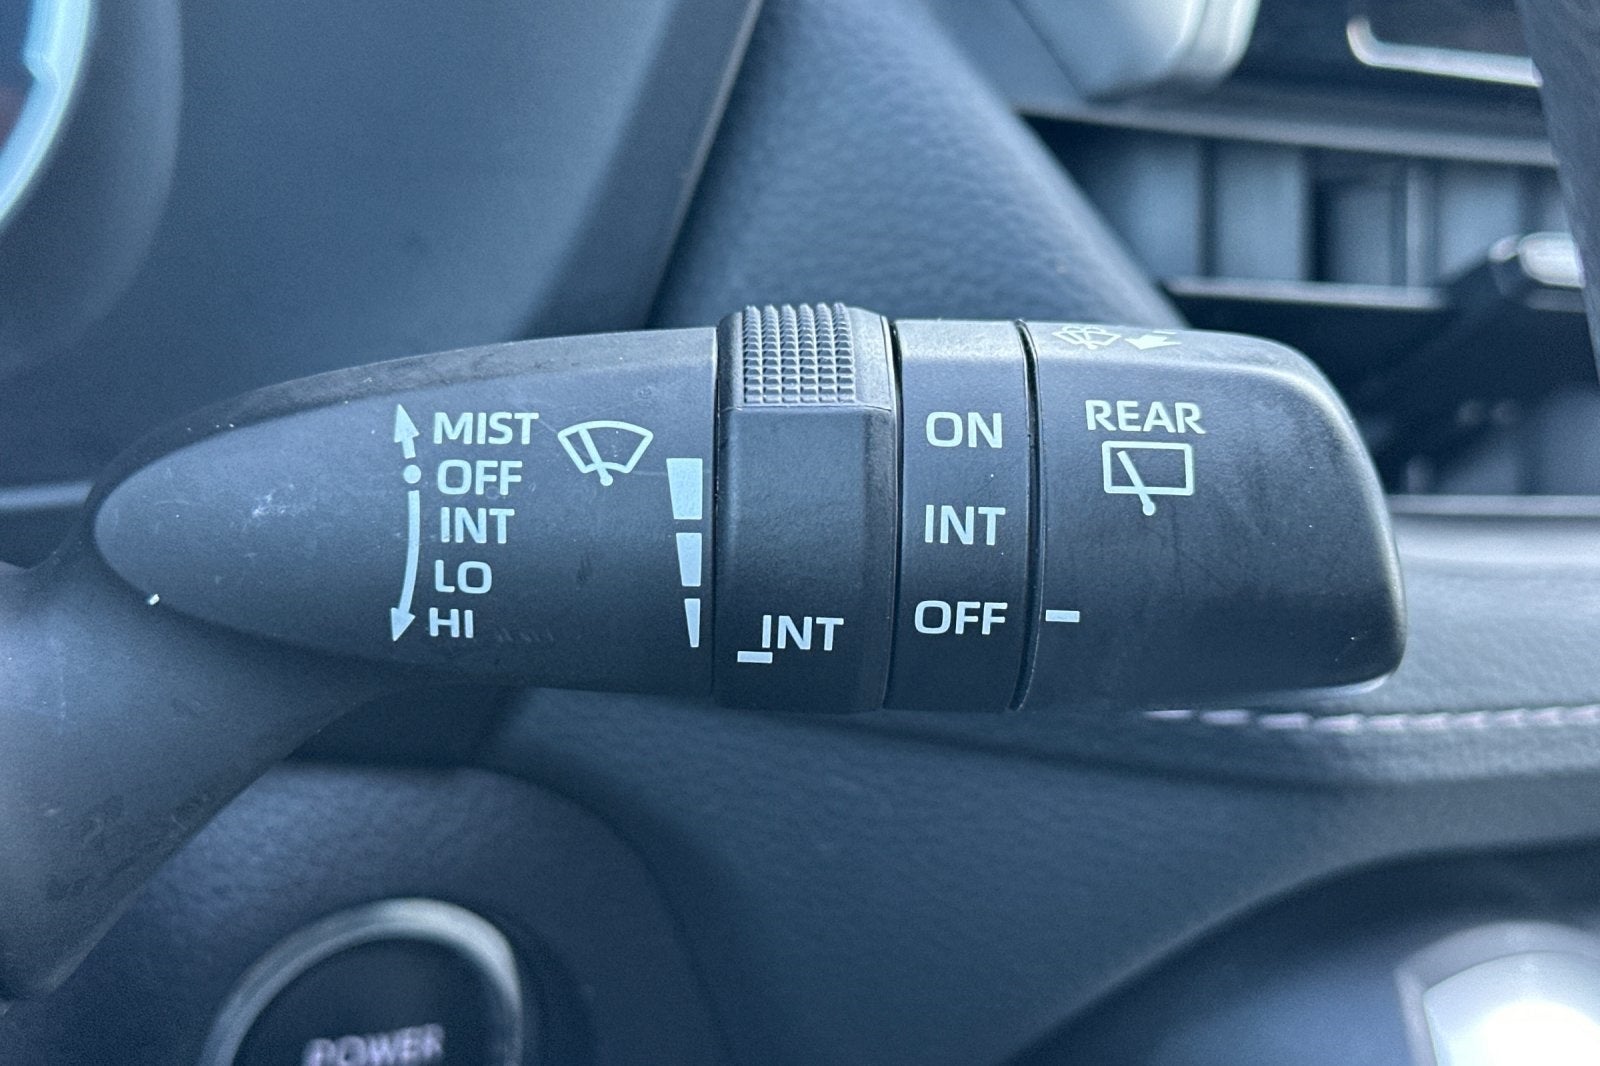 MIST
OFF
INT
LO
HI
INT
ON
INT
OFF
REAR
POWER